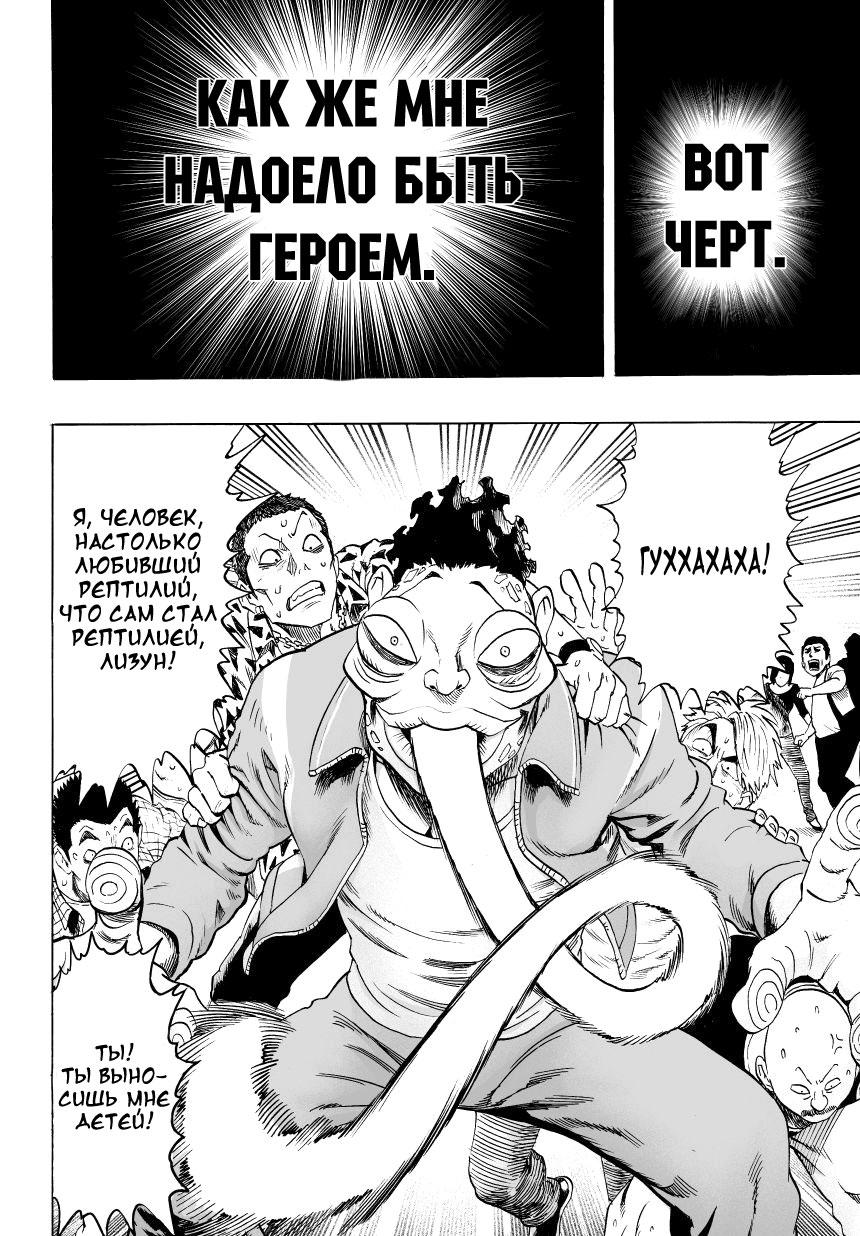 ВОТ
ЧЕРТ.
КАК ЖЕ МНЕ
НАДОЕЛО БЫТЬ
ГЕРОЕМ.
ГУХХАХАХА!
Я, ЧЕЛОВЕК,
НАСТОЛЬКО
ЛЮБИВШИЙ
РЕПТИЛИЙ,
ЧТО САМ СТАЛ
РЕПТИЛИЕЙ,
ЛИЗУН!
ТЫ!
ТЫ ВЫНО-
СИШЬ МНЕ
ДЕТЕЙ!